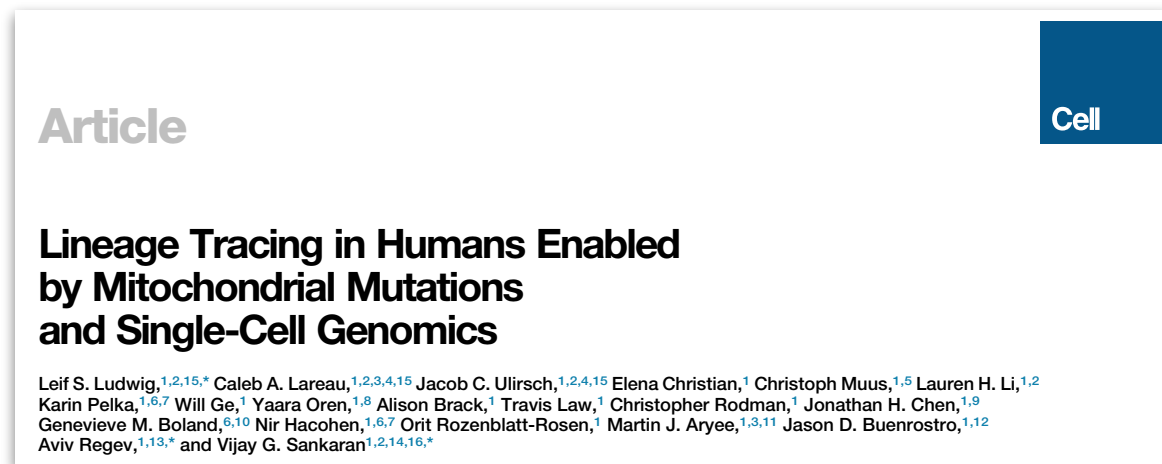 Article
Cell
Lineage Tracing in Humans Enabled
by Mitochondrial Mutations
and Single-Cell Genomics
Leif S. Ludwig,1,2,15,* Caleb A. Lareau,1,2,3,4,15 Jacob C. Ulirsch,1,2,4,15 Elena Christian,1 Christoph Muus,1,5 Lauren H. Li,1,2
Karin Pelka,1,6,7 Will Ge,1 Yaara Oren,1,8 Alison Brack,1 Travis Law,1 Christopher Rodman,1 Jonathan H. Chen,1,9
Genevieve M. Boland,6,10 Nir Hacohen,1,6,7 Orit Rozenblatt-Rosen,1 Martin J. Aryee,1,3,11 Jason D. Buenrostro,1,12
Aviv Regev,1,13,* and Vijay G. Sankaran1,2,14,16,*